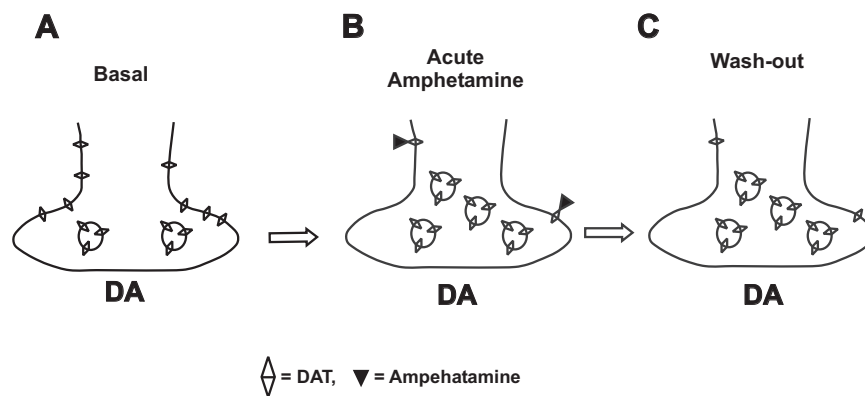 A
Basal
DA
B
Acute
Amphetamine
DA
C
Wash-out
DA
= DAT, = Ampehatamine